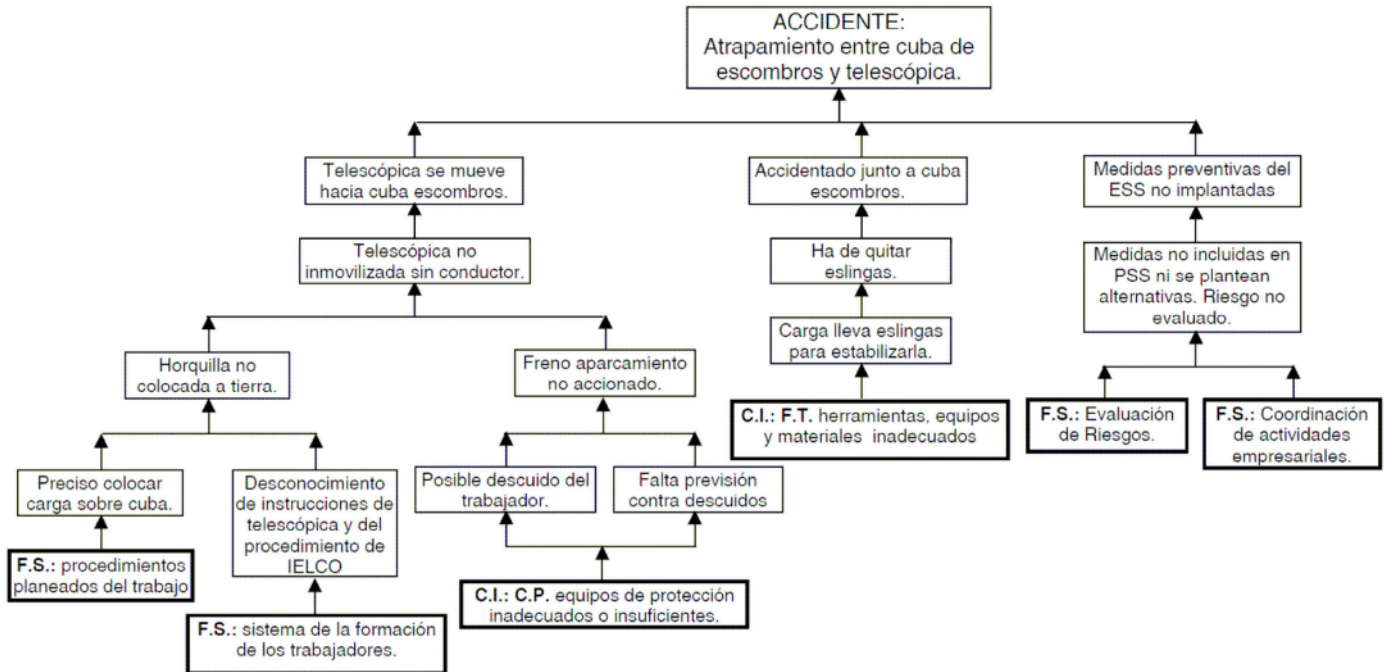 ACCIDENTE:
Atrapamiento entre cuba de
escombros y telescópica.
Telescópica se mueve
hacia cuba escombros.
Accidentado junto a cuba
escombros.
Medidas preventivas del
ESS no implantadas
Telescópica no
inmovilizada sin conductor.
Ha de quitar
eslingas.
Medidas no incluidas en
PSS ni se plantean
alternativas. Riesgo no
evaluado.
Horquilla no
colocada a tierra.
Freno aparcamiento
no accionado.
Carga lleva eslingas
para estabilizarla.
C.I.: F.T. herramientas, equipos
y materiales inadecuados
F.S.: Evaluación
de Riesgos.
F.S.: Coordinación
de actividades
empresariales.
Preciso colocar
carga sobre cuba.
Desconocimiento
de instrucciones de
telescópica y del
procedimiento de
IELCO
Posible descuido del
trabajador.
Falta previsión
contra descuidos
F.S.: procedimientos
planeados del trabajo
C.I.: C.P. equipos de protección
inadecuados o insuficientes.
F.S.: sistema de la formación
de los trabajadores.